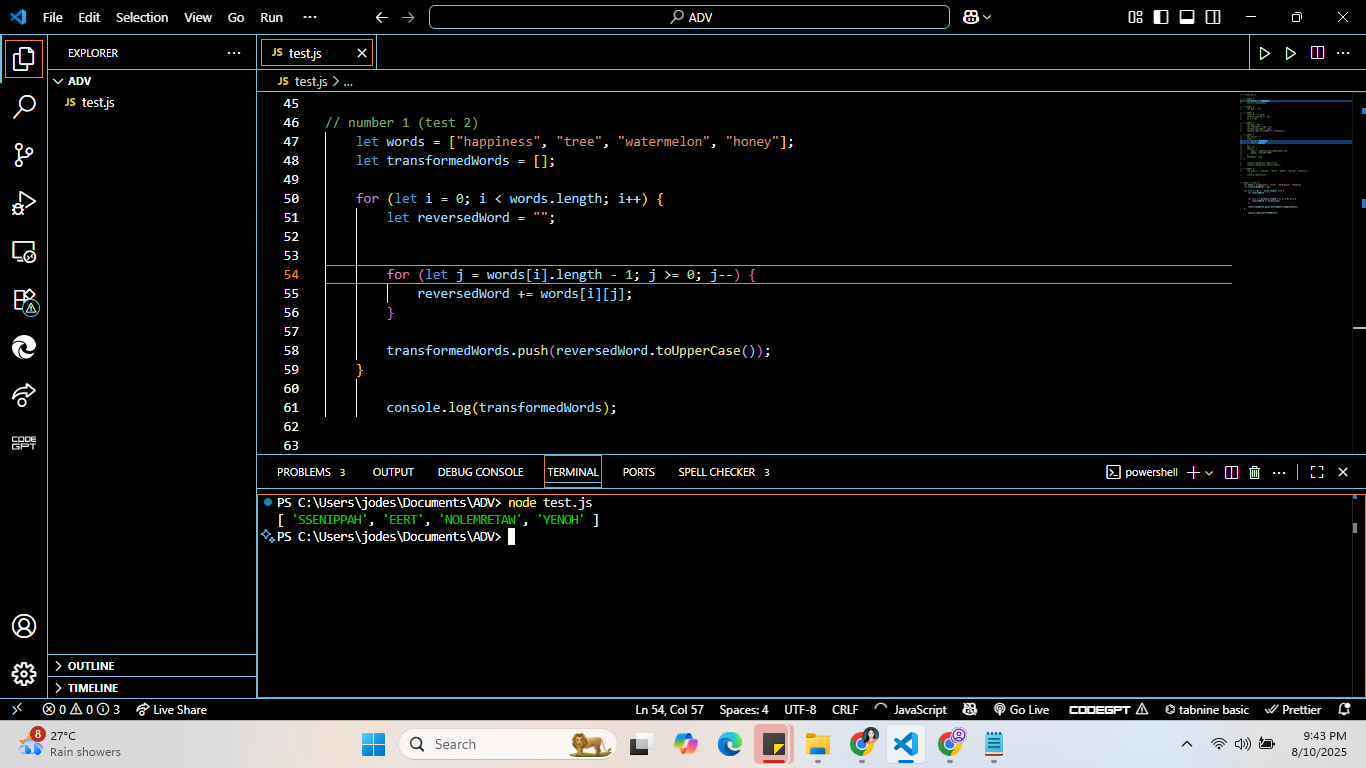 File Edit Selection View Go Run ··· ADV
EXPLORER ···
ADV
JS test.js
OUTLINE
TIMELINE
JS test.js
JS test.js > ...
45
46 // number 1 (test 2)
47 let words = ["happiness", "tree", "watermelon", "honey"];
48 let transformedWords = [];
49
50 for (let i = 0; i < words.length; i++) {
51 let reversedWord = "";
52
53
54 for (let j = words[i].length - 1; j >= 0; j--) {
55 reversedWord += words[i][j];
56 }
57
58 transformedWords.push(reversedWord.toUpperCase());
59 }
60
61 console.log(transformedWords);
62
63
PROBLEMS 3 OUTPUT DEBUG CONSOLE TERMINAL PORTS SPELL CHECKER 3 powershell
PS C:\Users\jodes\Documents\ADV> node test.js
[ 'SSENIPPAH', 'EERT', 'NOLEMRETAW', 'YENOH' ]
PS C:\Users\jodes\Documents\ADV>
CODE
GPT
0 0 3 Live Share Ln 54, Col 57 Spaces: 4 UTF-8 CRLF JavaScript Go Live CODEGPT tabnine basic Prettier
8 27°C
Rain showers
Search
9:43 PM
8/10/2025